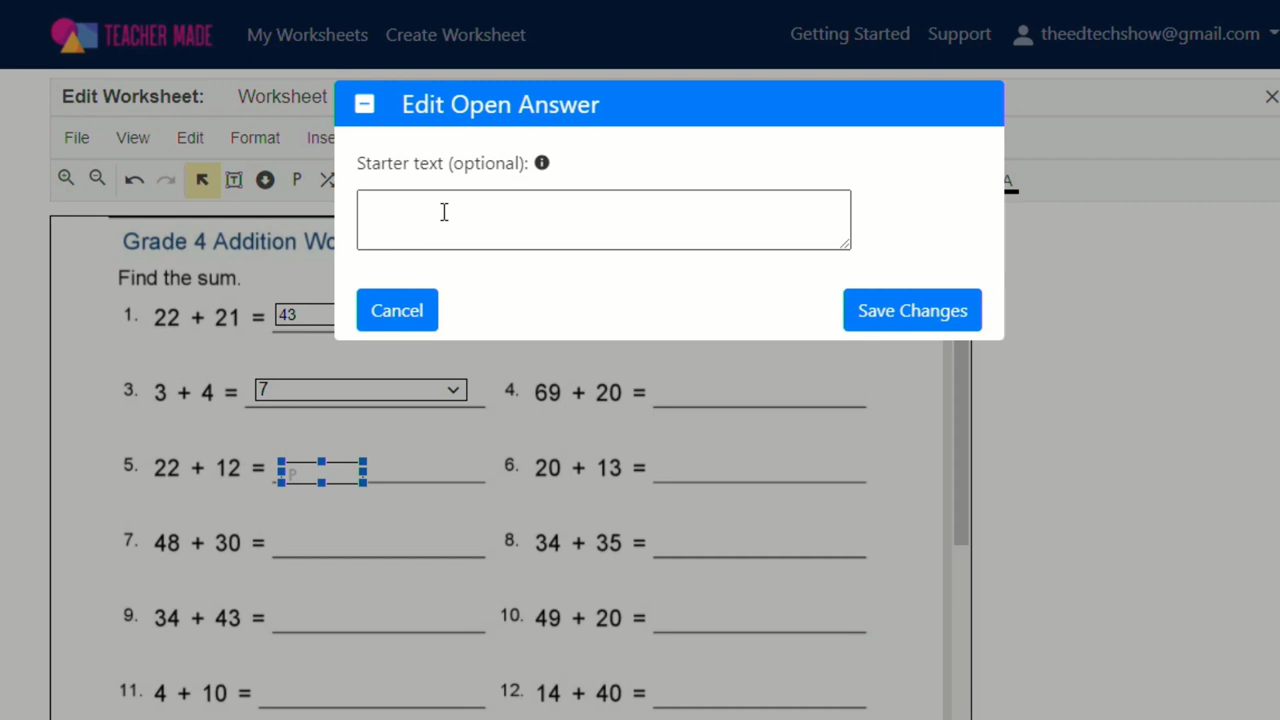 TEACHER MADE My Worksheets Create Worksheet Getting Started Support theedtechshow@gmail.com
Edit Worksheet: Worksheet
Edit Open Answer
File View Edit Format Inse
Starter text (optional):
P
A
Grade 4 Addition Wo
Find the sum.
Cancel Save Changes
1. 22 + 21 = 43
3. 3 + 4 = 7
4. 69 + 20 =
5. 22 + 12 = P
6. 20 + 13 =
7. 48 + 30 =
8. 34 + 35 =
9. 34 + 43 =
10. 49 + 20 =
11. 4 + 10 =
12. 14 + 40 =